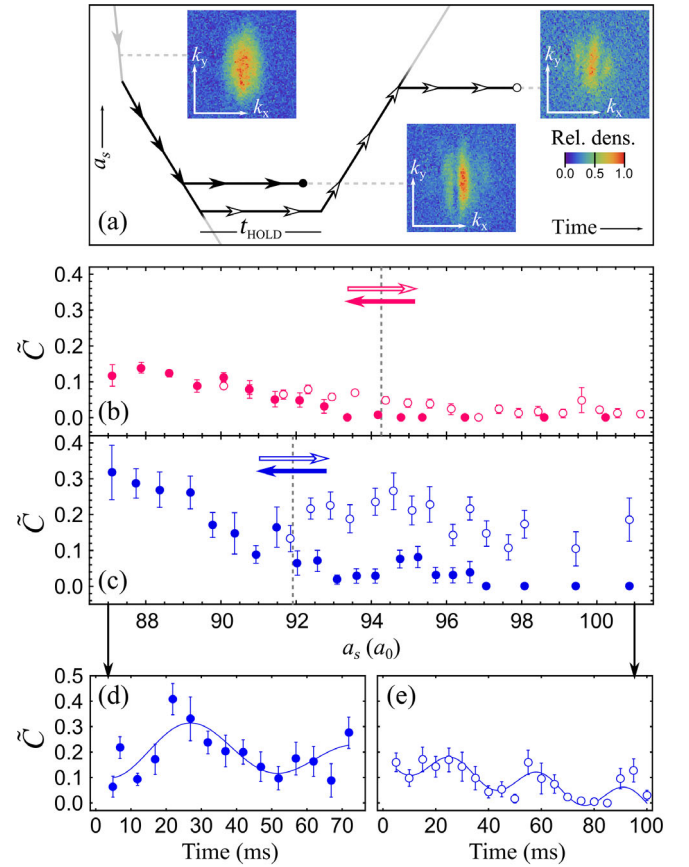 k_y
k_x
k_y
k_x
Rel. dens.
0.0 0.5 1.0
k_y
k_x
a_s
t_HOLD
(a)
Time
0.4
0.3
0.2
0.1
0.0
C̃
(b)
0.4
0.3
0.2
0.1
0.0
C̃
(c)
88 90 92 94 96 98 100
a_s (a_0)
0.5
0.4
0.3
0.2
0.1
0.0
C̃
(d)
(e)
0 10 20 30 40 50 60 70
0 20 40 60 80 100
Time (ms)
Time (ms)